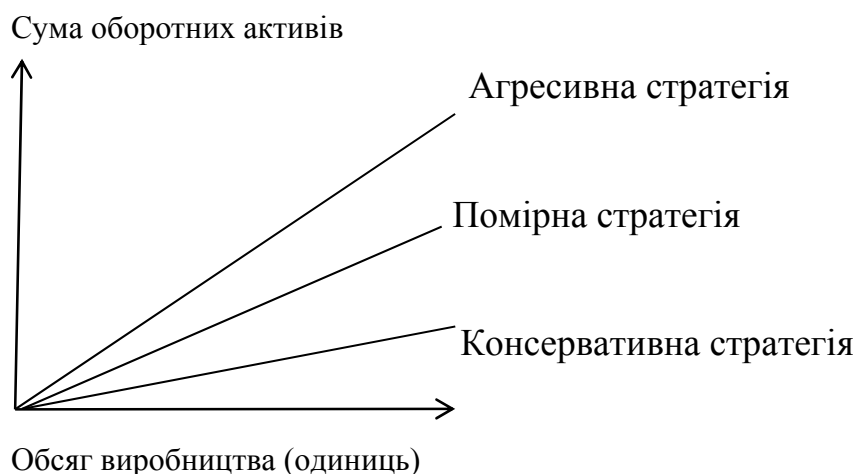 Сума оборотних активів
Агресивна стратегія
Помірна стратегія
Консервативна стратегія
Обсяг виробництва (одиниць)